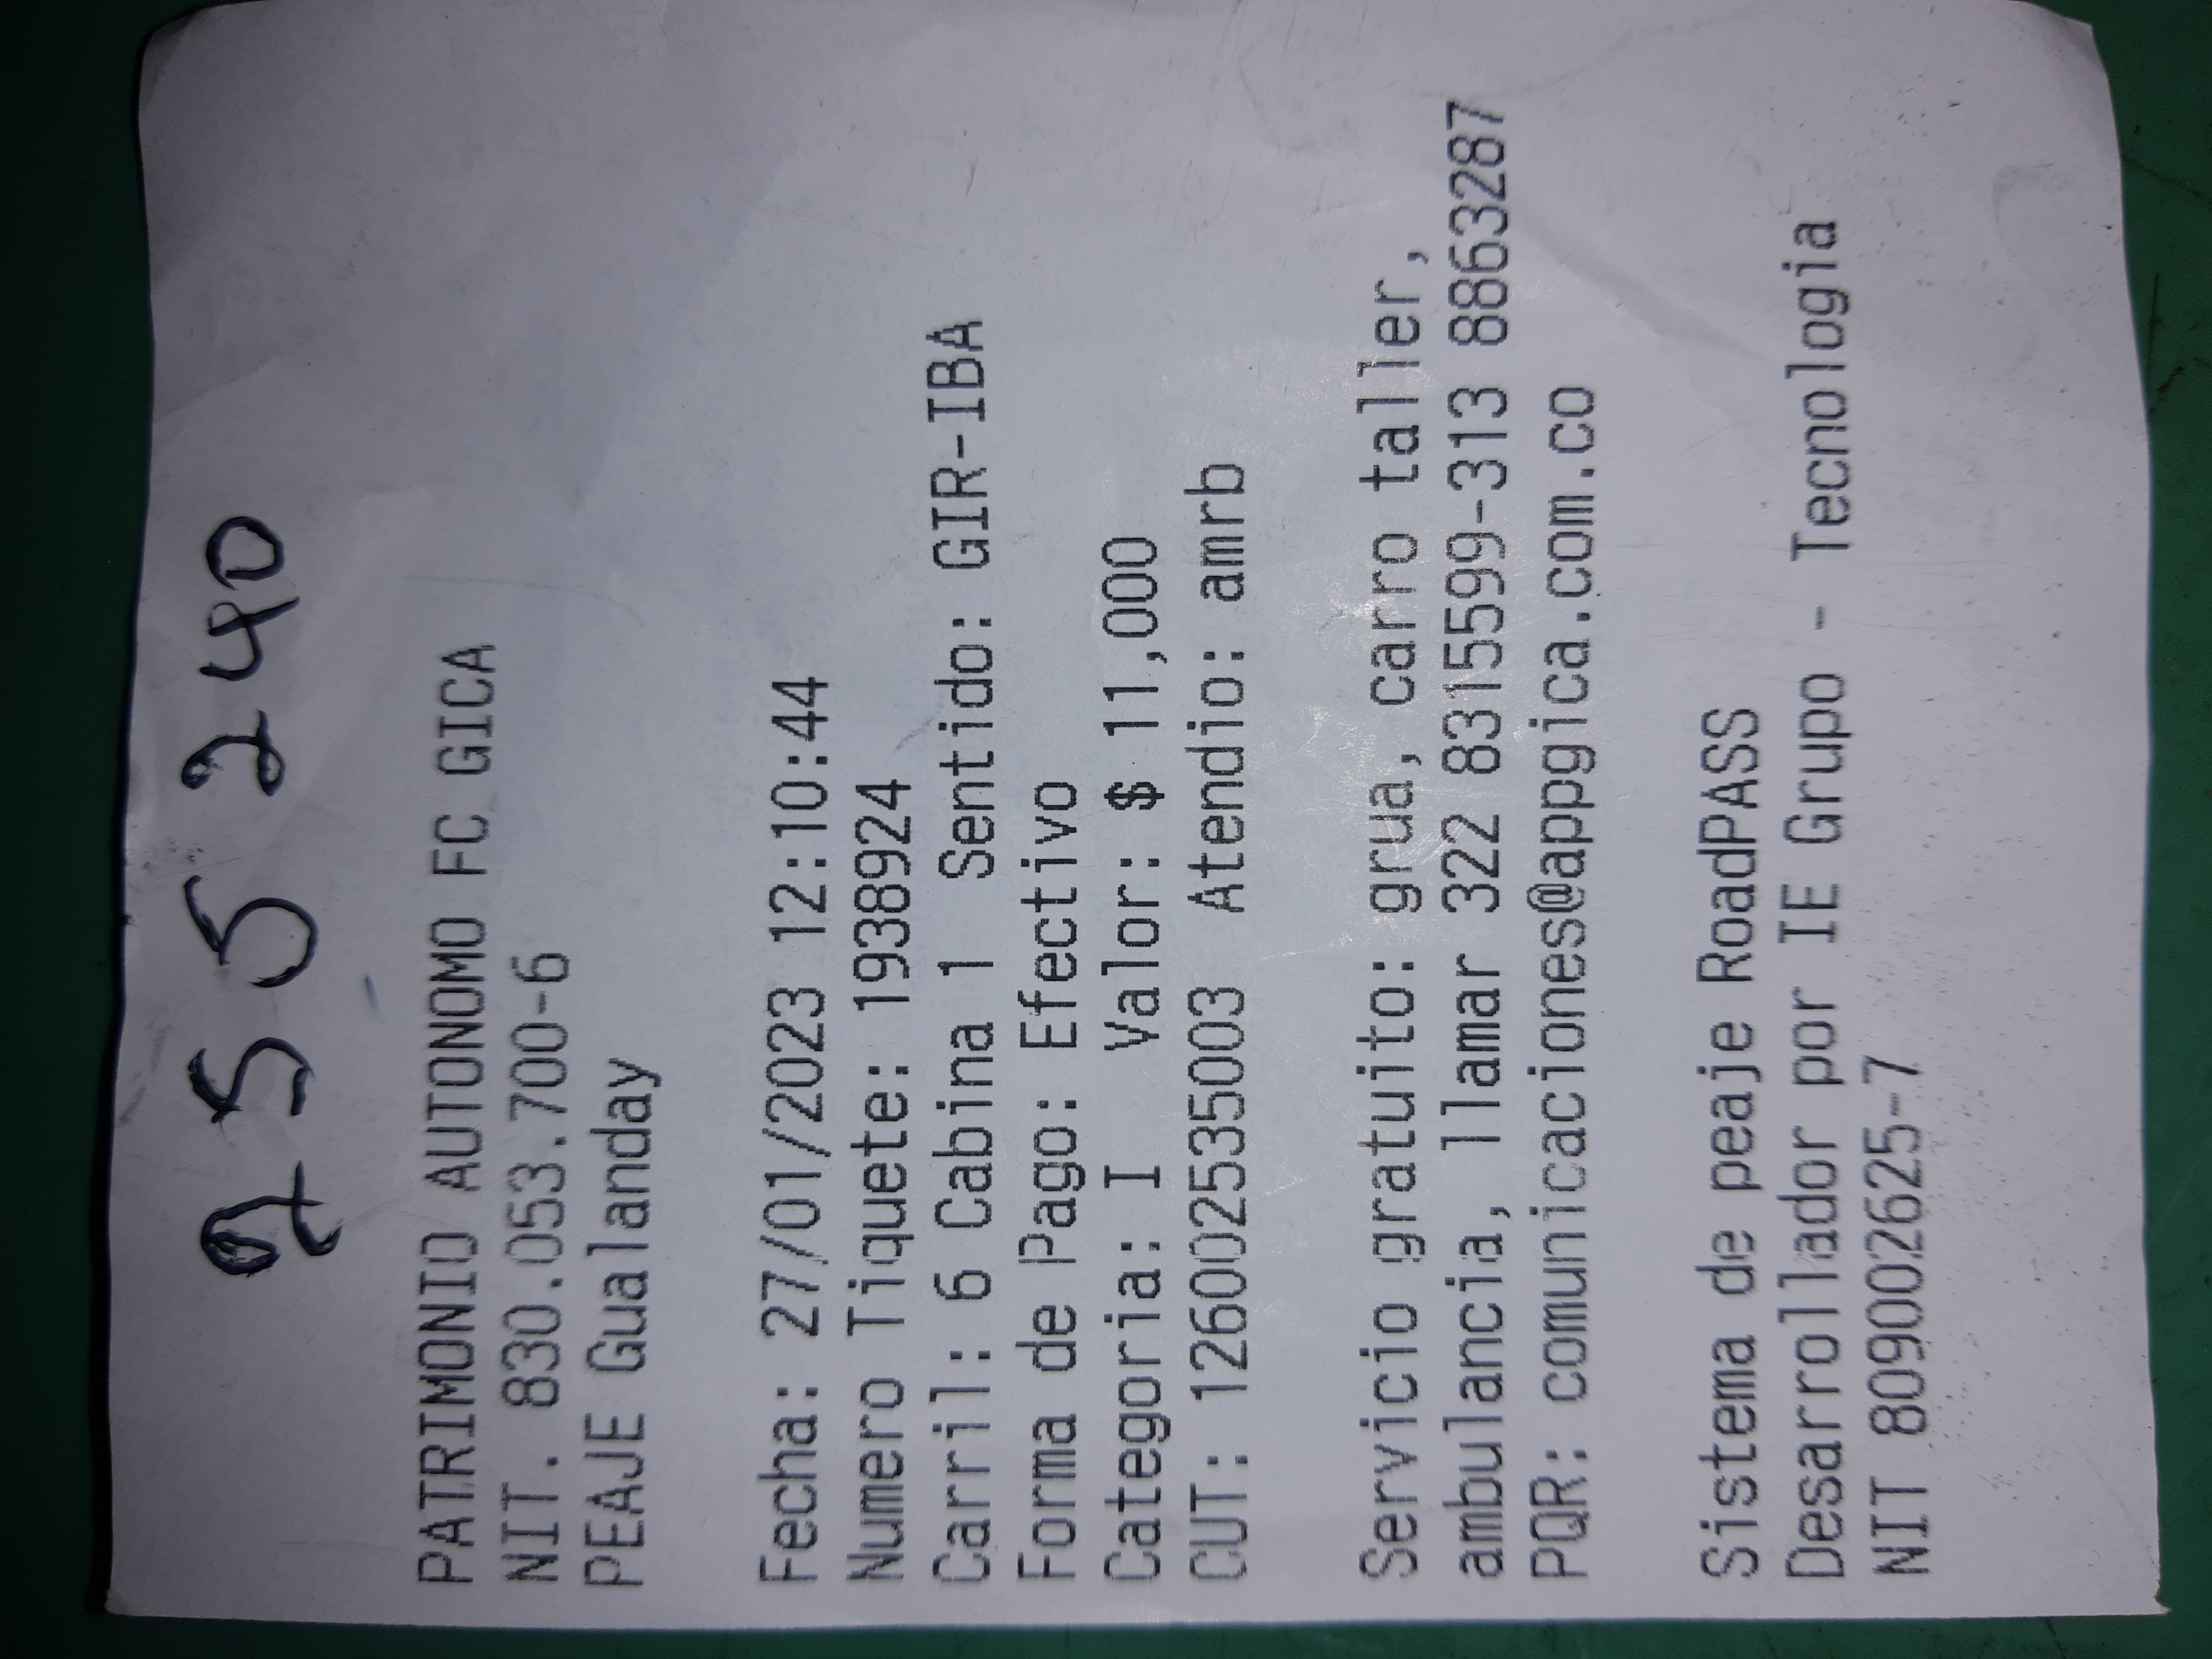 255 240
PATRIMONIO AUTONOMO FC GICA
NIT. 830.053.700-6
PEAJE Gualanday
Fecha: 27/01/2023 12:10:44
Numero Tiquete: 1938924
Carril: 6 Cabina 1 Sentido: GIR-IBA
Forma de Pago: Efectivo
Categoria: I Valor: $ 11,000
CUT: 126002535003 Atendio: amrb
Servicio gratuito: grua, carro taller,
ambulancia, llamar 322 8315599-313 8863287
PQR: comunicaciones@appgica.com.co
Sistema de peaje RoadPASS
Desarrollador por IE Grupo - Tecnologia
NIT 809002625-7